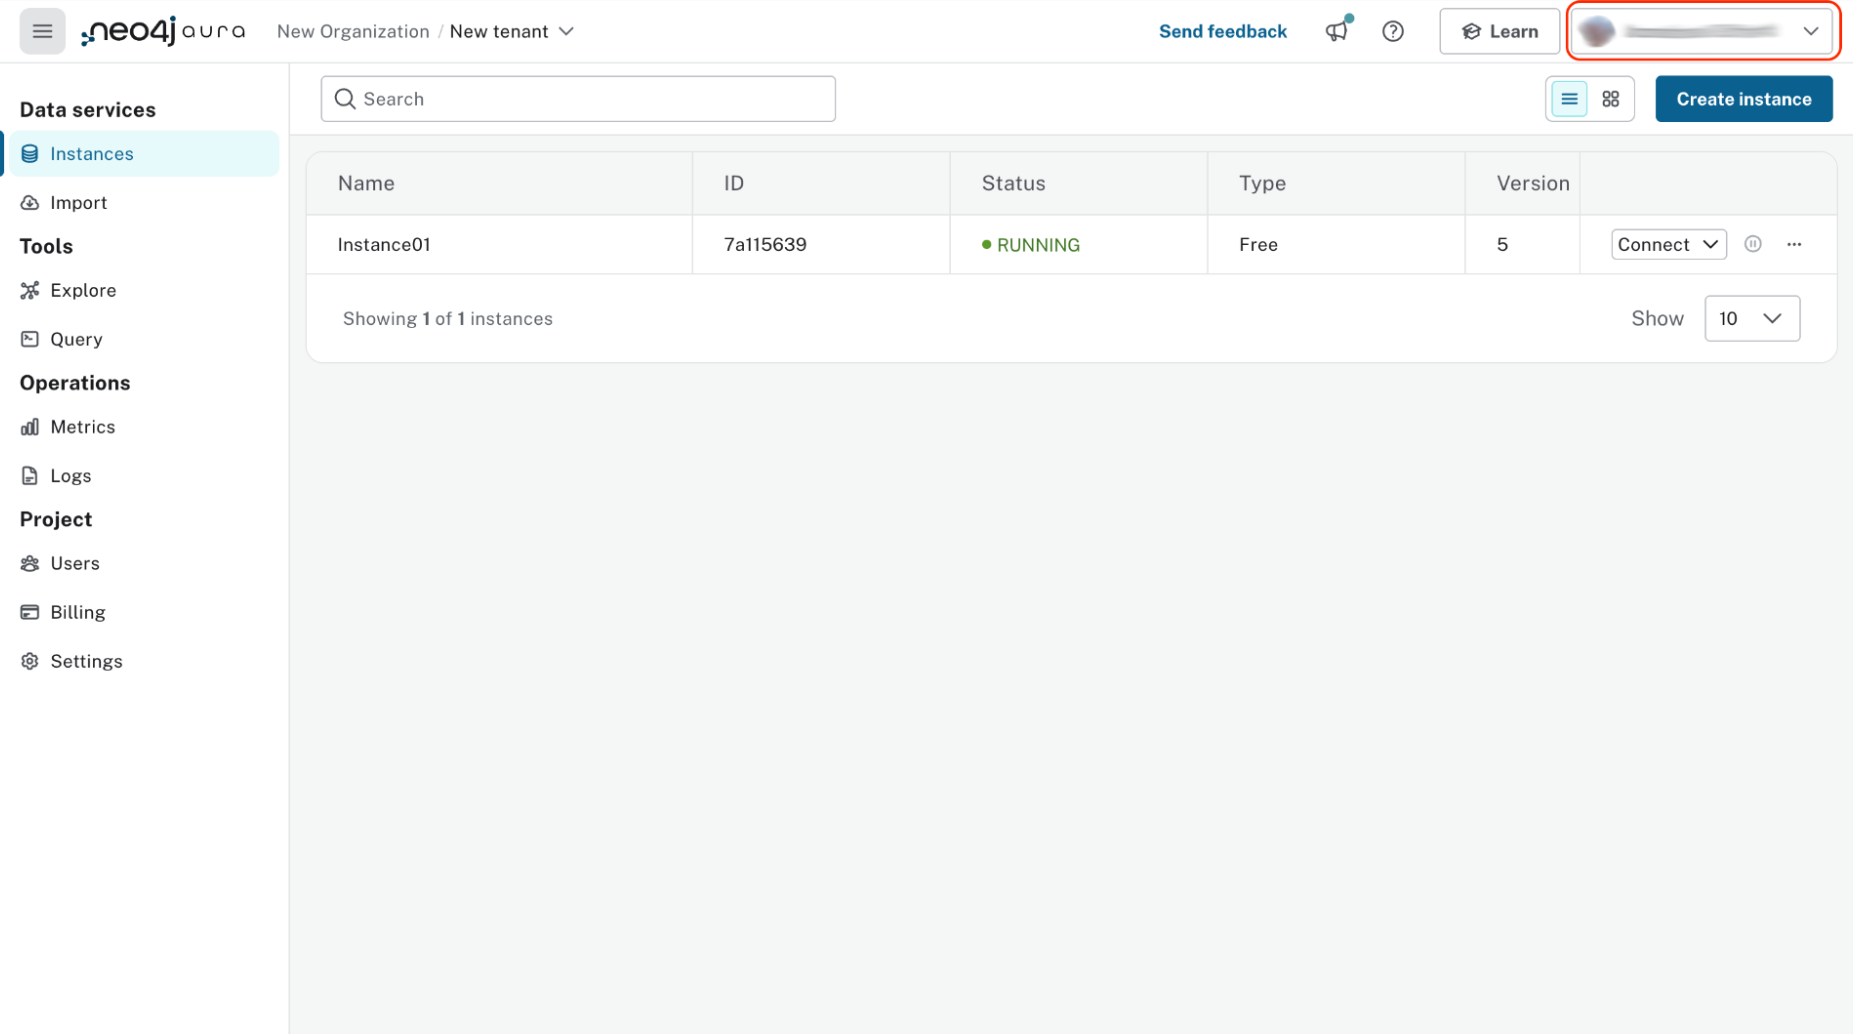 neo4j aura New Organization / New tenant Send feedback Learn
Data services
Instances
Import
Tools
Explore
Query
Operations
Metrics
Logs
Project
Users
Billing
Settings
Search
Create instance
Name ID Status Type Version
Instance01 7a115639 RUNNING Free 5 Connect ...
Showing 1 of 1 instances Show 10